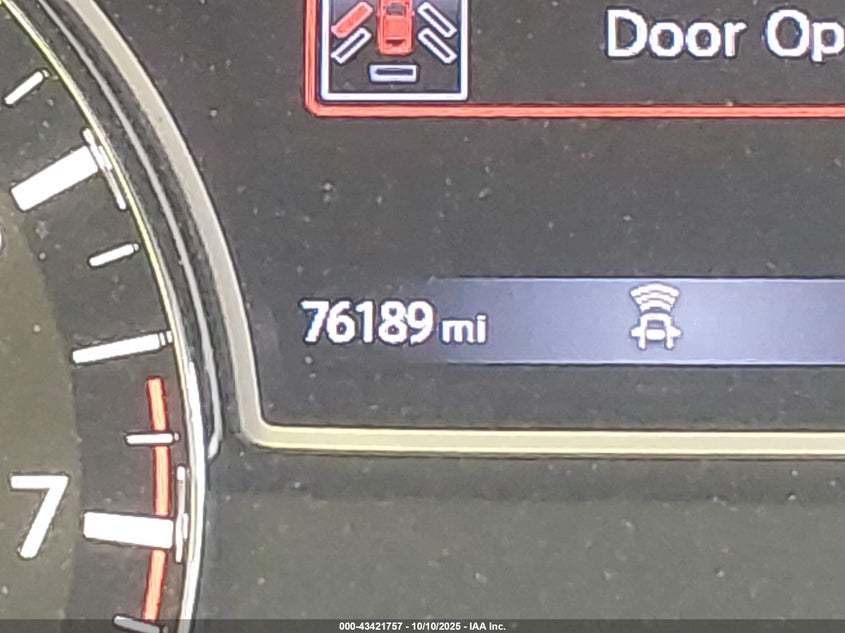 Door Op
76189 mi
7
000-43421757 - 10/10/2025 - IAA Inc.